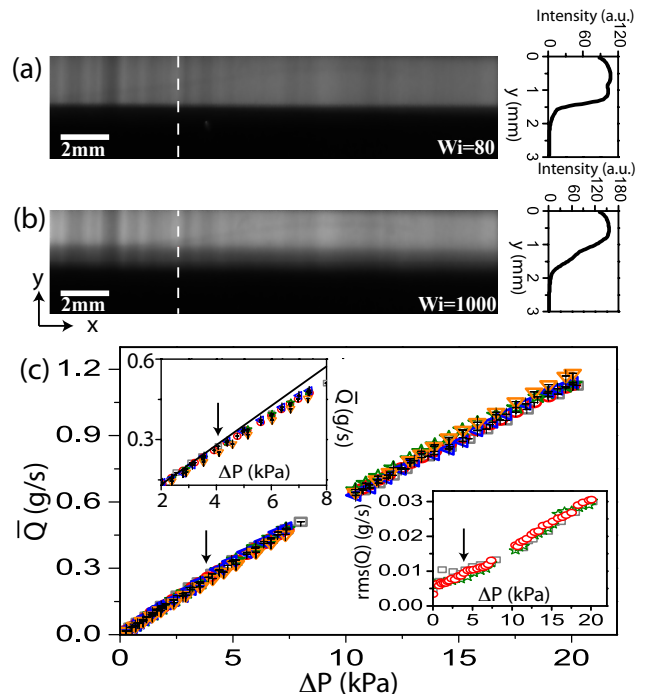 Intensity (a.u.)
0 60 120
(a)
2mm
Wi=80
0
1
2
3
y (mm)
Intensity (a.u.)
0 60 120 180
(b)
2mm
Wi=1000
0
1
2
3
y (mm)
y
x
(c)
1.2
0.9
0.6
0.3
0.0
Q̅ (g/s)
0 5 10 15 20
ΔP (kPa)
0.6
0.3
2 3 4 5 6 7 8
ΔP (kPa)
Q̅ (g/s)
0.03
0.02
0.01
0.00
rms(Q) (g/s)
ΔP (kPa)
0 5 10 15 20